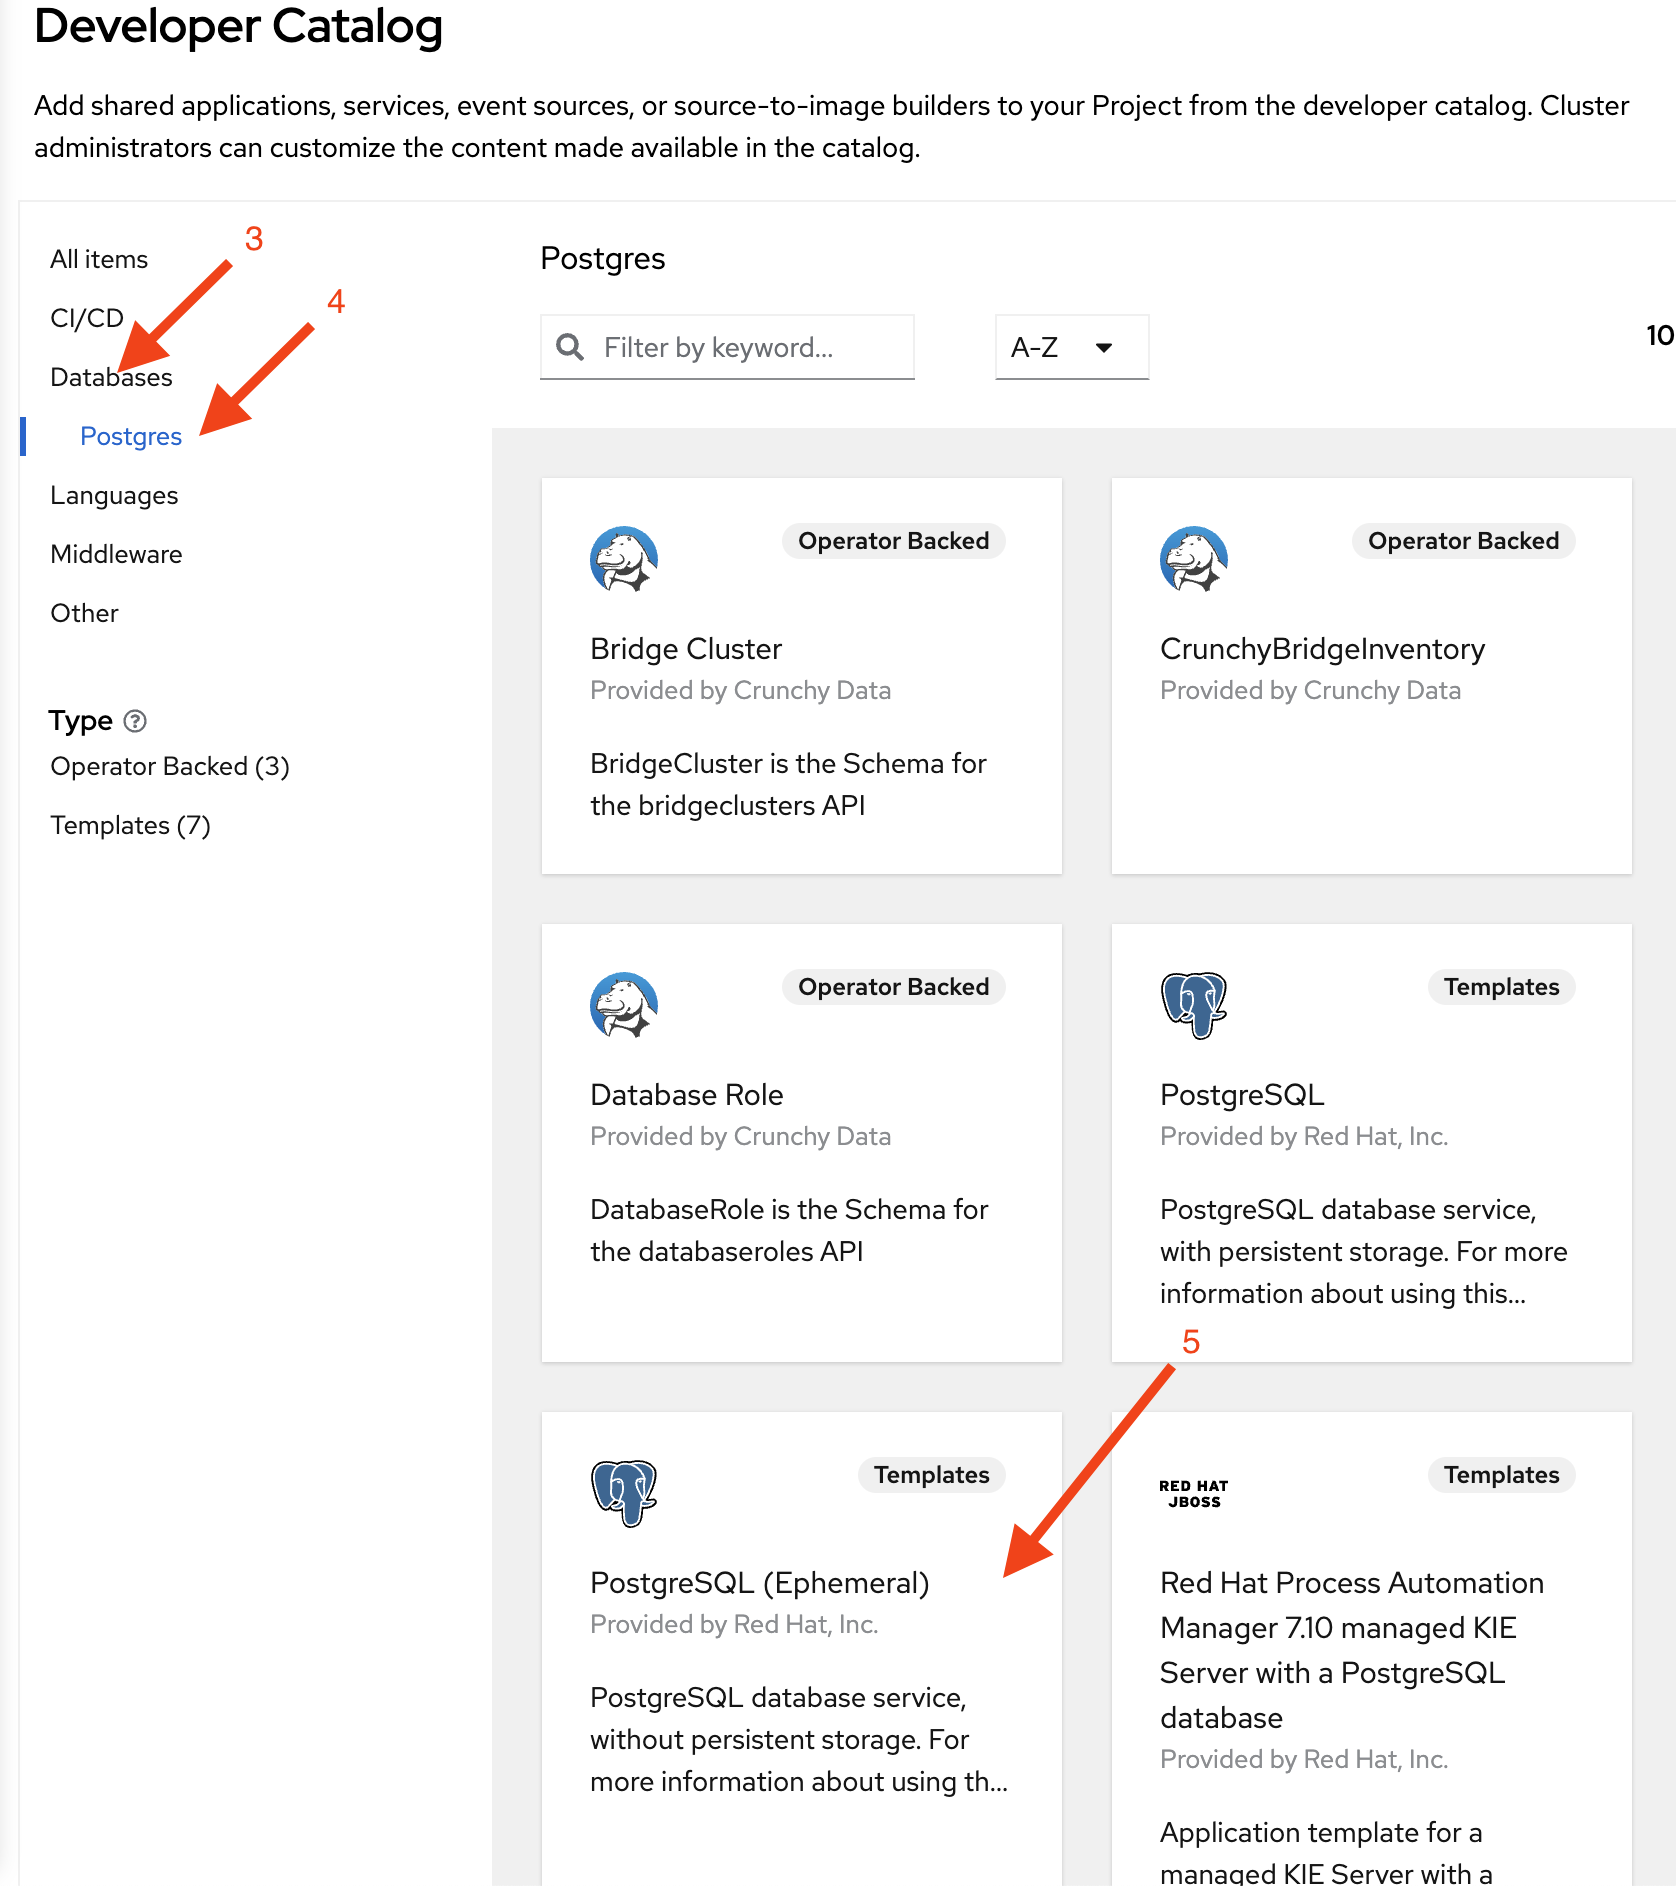 Developer Catalog
Add shared applications, services, event sources, or source-to-image builders to your Project from the developer catalog. Cluster
administrators can customize the content made available in the catalog.
3
4
All items
CI/CD
Databases
Postgres
Languages
Middleware
Other
Type
Operator Backed (3)
Templates (7)
Postgres
Filter by keyword...
A-Z
10
Operator Backed
Bridge Cluster
Provided by Crunchy Data
BridgeCluster is the Schema for
the bridgeclusters API
Operator Backed
CrunchyBridgeInventory
Provided by Crunchy Data
Operator Backed
Database Role
Provided by Crunchy Data
DatabaseRole is the Schema for
the databaseroles API
Templates
PostgreSQL
Provided by Red Hat, Inc.
PostgreSQL database service,
with persistent storage. For more
information about using this...
5
Templates
PostgreSQL (Ephemeral)
Provided by Red Hat, Inc.
PostgreSQL database service,
without persistent storage. For
more information about using th...
RED HAT
JBOSS
Templates
Red Hat Process Automation
Manager 7.10 managed KIE
Server with a PostgreSQL
database
Provided by Red Hat, Inc.
Application template for a
managed KIE Server with a